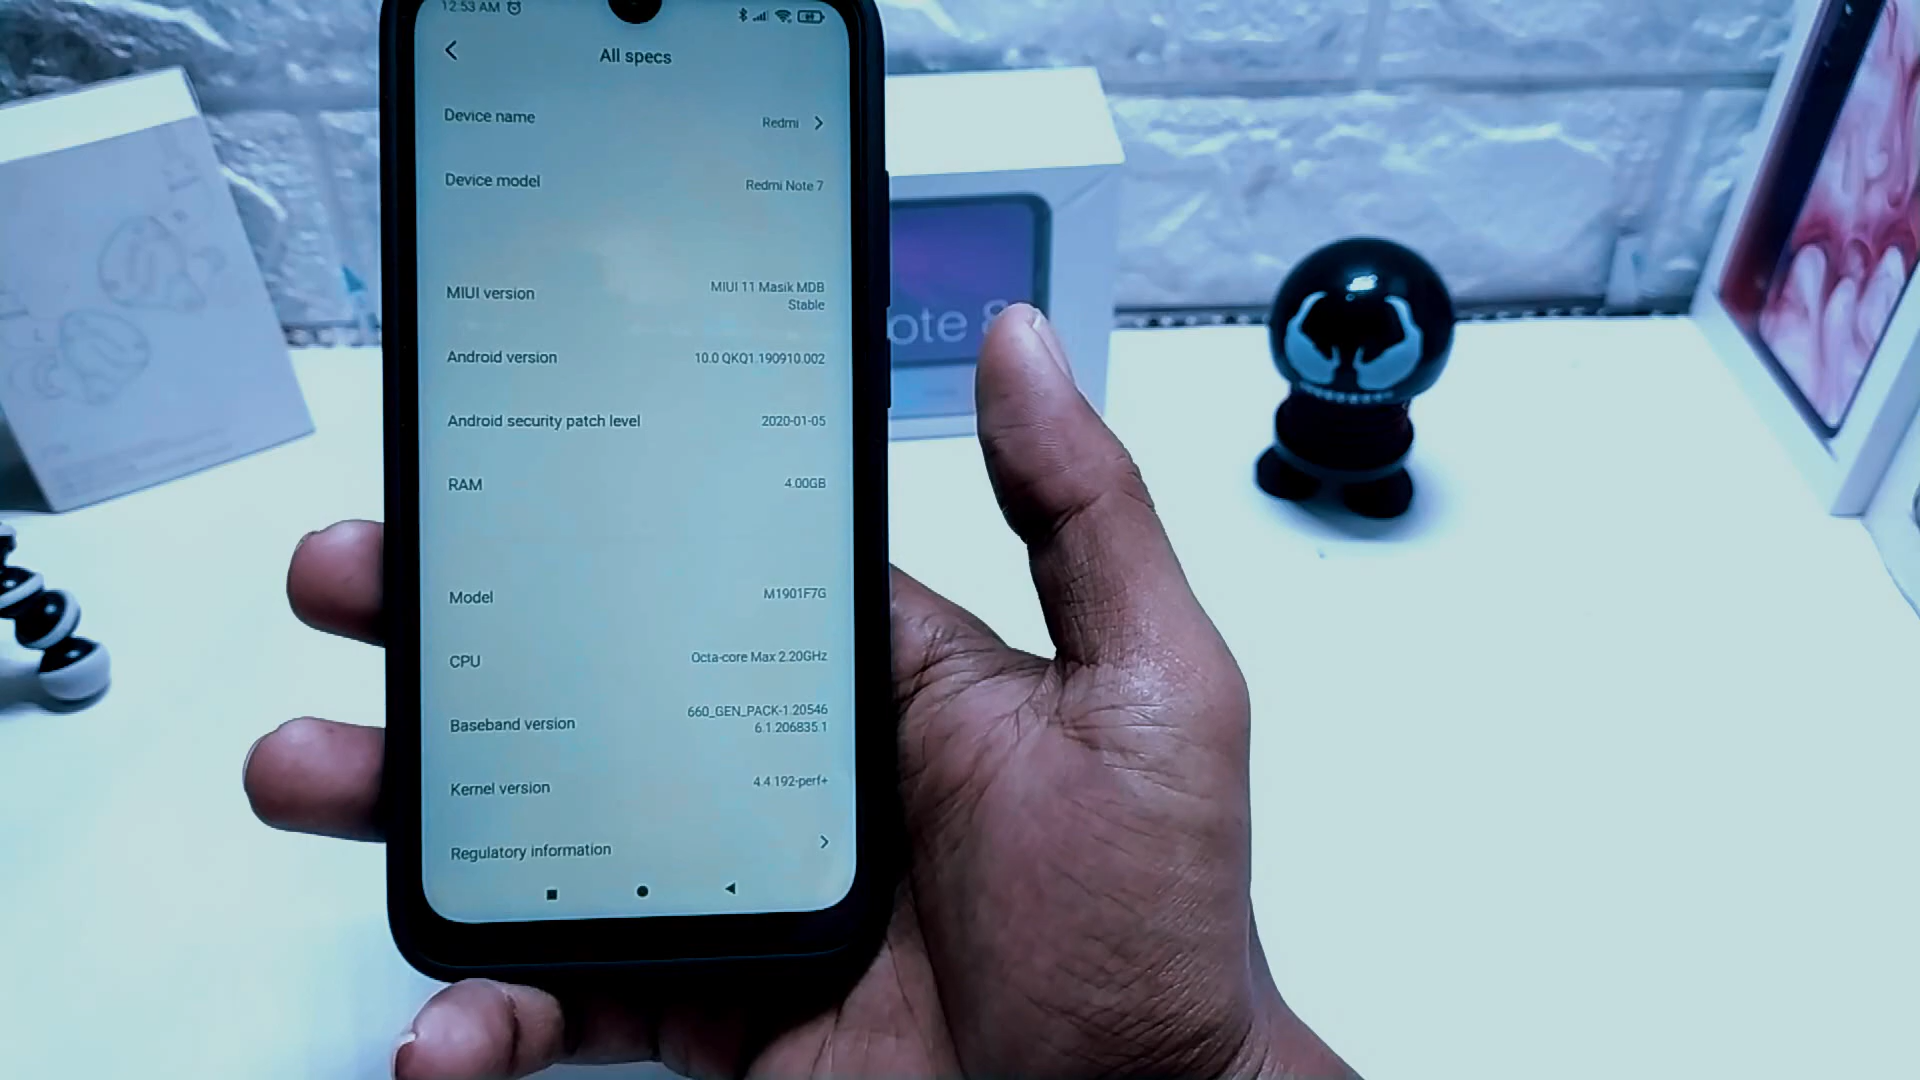 12:53 AM
All specs
Device name
Redmi
Device model
Redmi Note 7
MIUI version
MIUI 11 Masik MDB
Stable
Android version
10.0 QKQ1.190910.002
Android security patch level
2020-01-05
RAM
4.00GB
Model
M1901F7G
CPU
Octa-core Max 2.20GHz
Baseband version
660_GEN_PACK-1.20546
6.1.206835.1
Kernel version
4.4.192-perf+
Regulatory information
ote 8